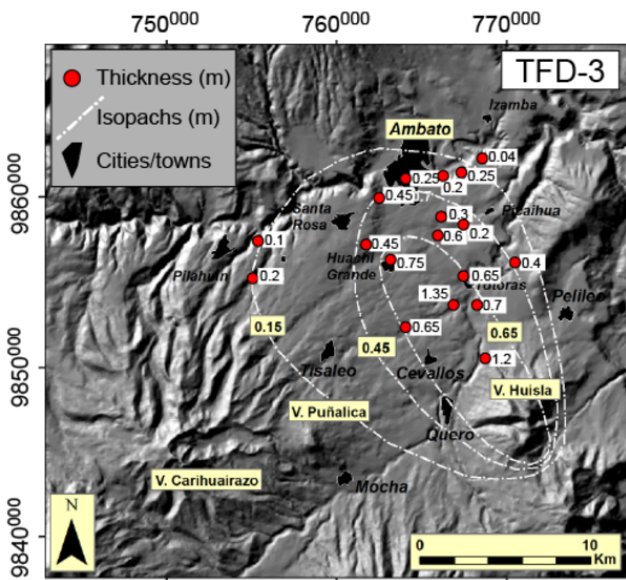 750000
760000
770000
TFD-3
Thickness (m)
Isopachs (m)
Cities/towns
Izamba
Ambato
0.04
9860000
0.25
0.25
0.2
0.45
Santa
Rosa
0.3
Picaihua
0.2
0.1
0.6
0.45
Pilahuín
Huachi
Grande
0.75
0.4
0.2
0.65
1.35
0.7
Pelileo
0.15
0.65
0.65
0.45
1.2
9850000
Tisaleo
Cevallos
V. Huisla
V. Puñalica
Quero
V. Carihuairazo
Mocha
N
0
10
Km
9840000